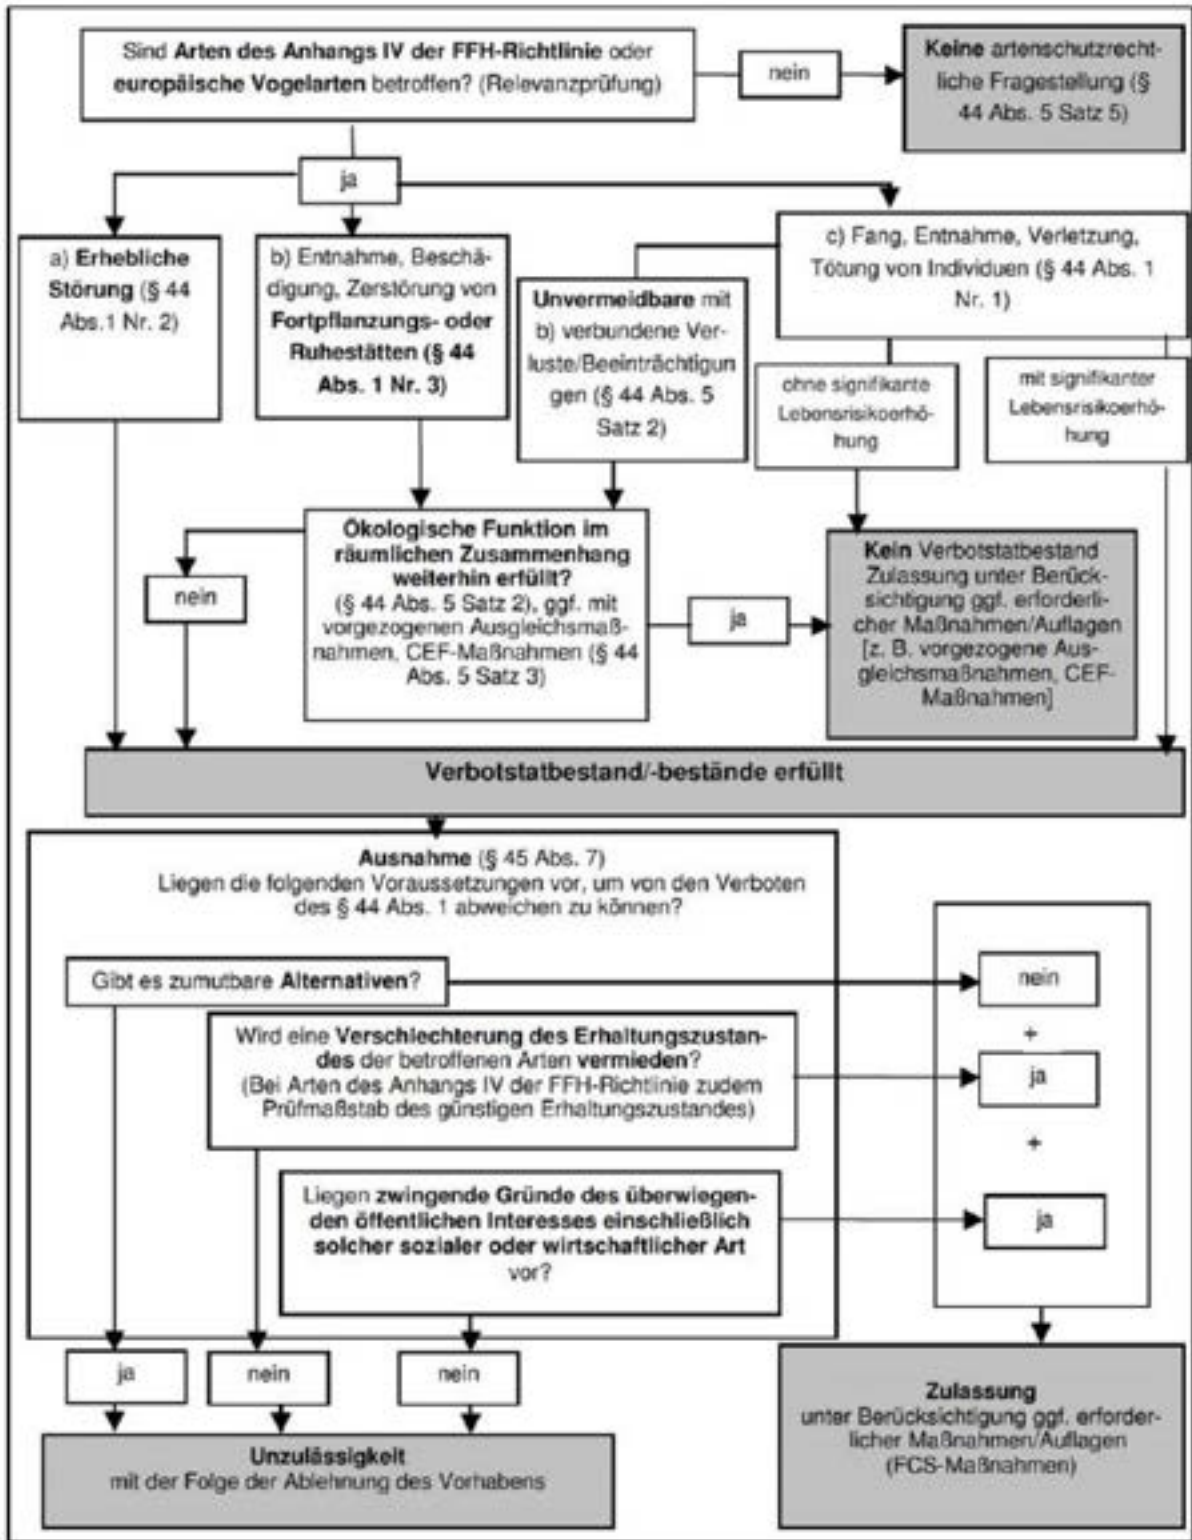 Sind Arten des Anhangs IV der FFH-Richtlinie oder
europäische Vogelarten betroffen? (Relevanzprüfung)
nein
Keine artenschutzrecht-
liche Fragestellung (§
44 Abs. 5 Satz 5)
ja
a) Erhebliche
Störung (§ 44
Abs.1 Nr. 2)
b) Entnahme, Beschä-
digung, Zerstörung von
Fortpflanzungs- oder
Ruhestätten (§ 44
Abs. 1 Nr. 3)
Unvermeidbare mit
b) verbundene Ver-
luste/Beeinträchtigun
gen (§ 44 Abs. 5
Satz 2)
c) Fang, Entnahme, Verletzung,
Tötung von Individuen (§ 44 Abs. 1
Nr. 1)
ohne signifikante
Lebensrisikoerhö-
hung
mit signifikanter
Lebensrisikoerhö-
hung
nein
Ökologische Funktion im
räumlichen Zusammenhang
weiterhin erfüllt?
(§ 44 Abs. 5 Satz 2), ggf. mit
vorgezogenen Ausgleichsmaß-
nahmen, CEF-Maßnahmen (§ 44
Abs. 5 Satz 3)
ja
Kein Verbotstatbestand
Zulassung unter Berück-
sichtigung ggf. erforderli-
cher Maßnahmen/Auflagen
[z. B. vorgezogene Aus-
gleichsmaßnahmen, CEF-
Maßnahmen]
Verbotstatbestand/-bestände erfüllt
Ausnahme (§ 45 Abs. 7)
Liegen die folgenden Voraussetzungen vor, um von den Verboten
des § 44 Abs. 1 abweichen zu können?
Gibt es zumutbare Alternativen?
nein
+
Wird eine Verschlechterung des Erhaltungszustan-
des der betroffenen Arten vermieden?
(Bei Arten des Anhangs IV der FFH-Richtlinie zudem
Prüfmaßstab des günstigen Erhaltungszustandes)
ja
+
Liegen zwingende Gründe des überwiegen-
den öffentlichen Interesses einschließlich
solcher sozialer oder wirtschaftlicher Art
vor?
ja
ja
nein
nein
Unzulässigkeit
mit der Folge der Ablehnung des Vorhabens
Zulassung
unter Berücksichtigung ggf. erforder-
licher Maßnahmen/Auflagen
(FCS-Maßnahmen)